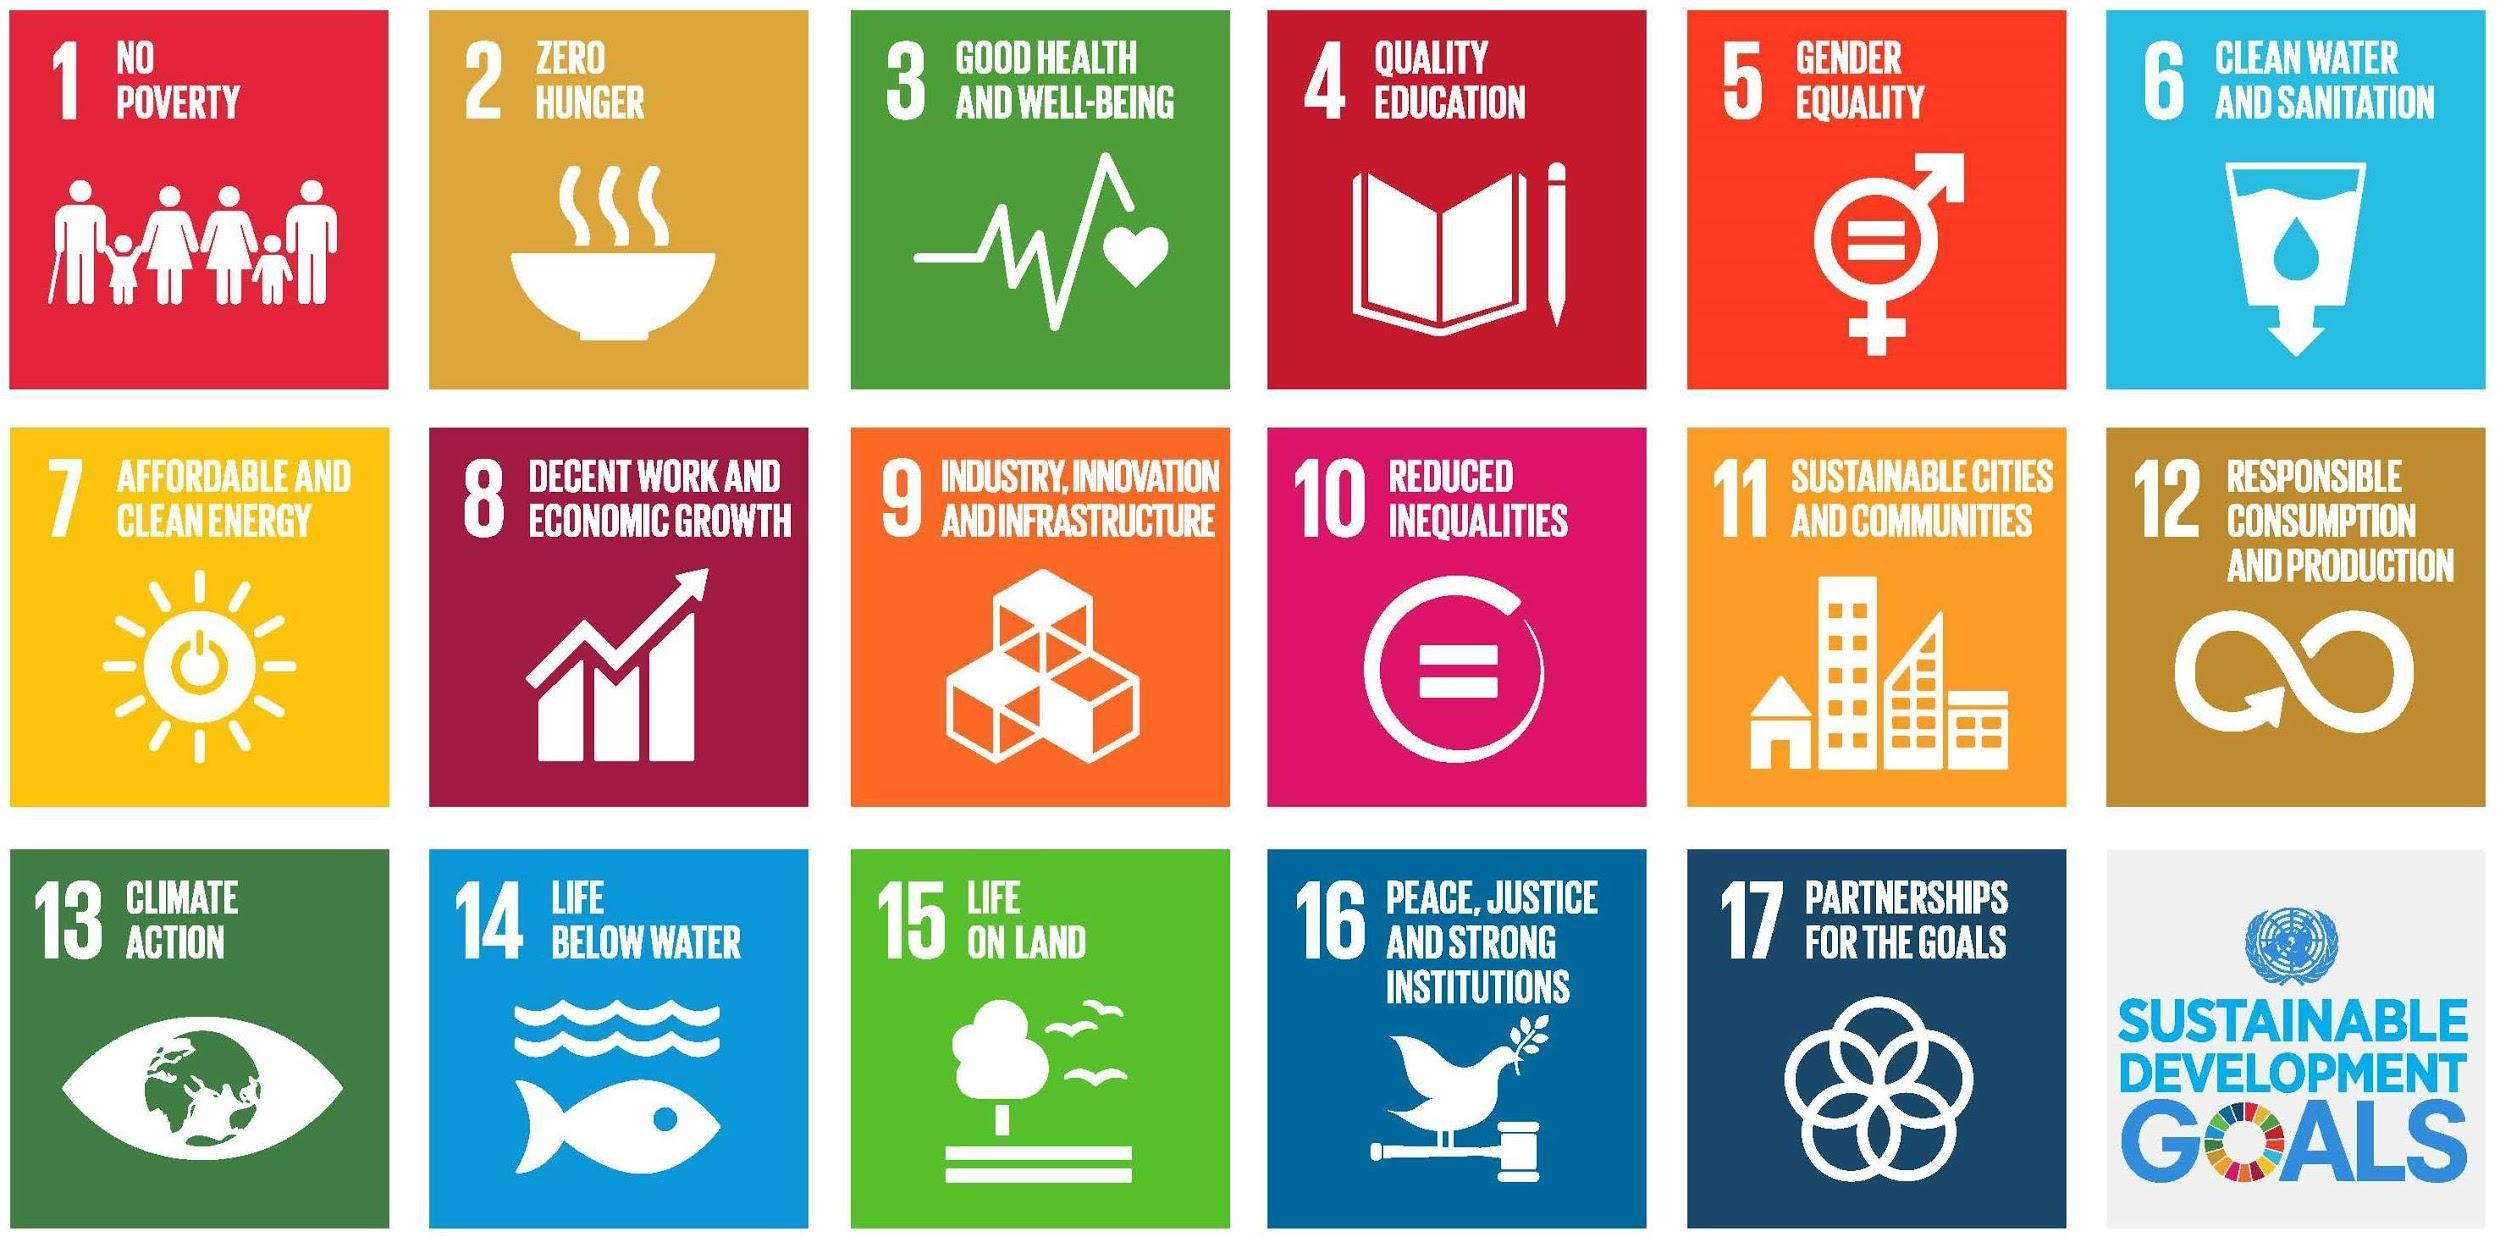 1
NO
POVERTY
2
ZERO
HUNGER
3
GOOD HEALTH
AND WELL-BEING
4
QUALITY
EDUCATION
5
GENDER
EQUALITY
6
CLEAN WATER
AND SANITATION
7
AFFORDABLE AND
CLEAN ENERGY
8
DECENT WORK AND
ECONOMIC GROWTH
9
INDUSTRY, INNOVATION
AND INFRASTRUCTURE
10
REDUCED
INEQUALITIES
11
SUSTAINABLE CITIES
AND COMMUNITIES
12
RESPONSIBLE
CONSUMPTION
AND PRODUCTION
13
CLIMATE
ACTION
14
LIFE
BELOW WATER
15
LIFE
ON LAND
16
PEACE, JUSTICE
AND STRONG
INSTITUTIONS
17
PARTNERSHIPS
FOR THE GOALS
SUSTAINABLE
DEVELOPMENT
GOALS